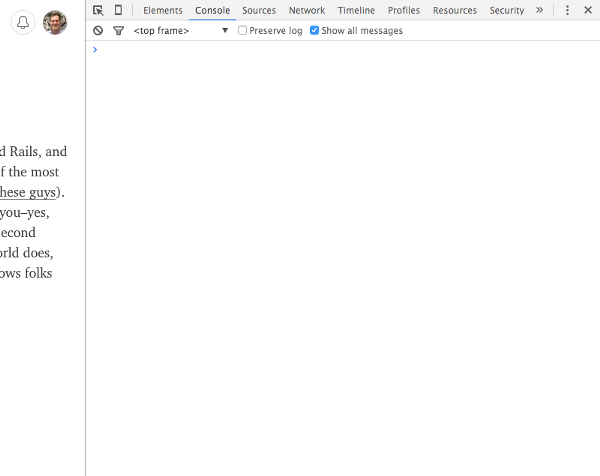 Elements Console Sources Network Timeline Profiles Resources Security »
<top frame> ▼ Preserve log Show all messages
d Rails, and
f the most
hese guys).
you–yes,
econd
orld does,
ows folks